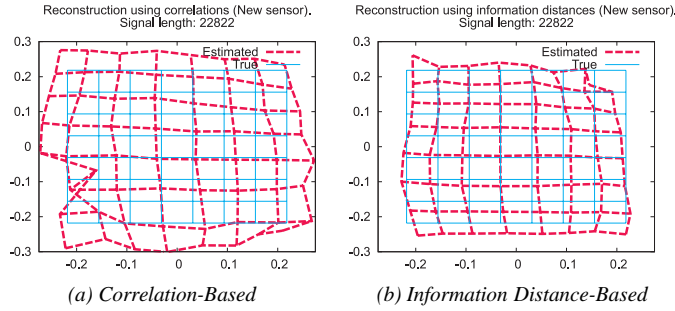 Reconstruction using correlations (New sensor).
Signal length: 22822
Estimated
True
0.3
0.2
0.1
0
-0.1
-0.2
-0.3
-0.2 -0.1 0 0.1 0.2
(a) Correlation-Based
Reconstruction using information distances (New sensor).
Signal length: 22822
Estimated
True
0.3
0.2
0.1
0
-0.1
-0.2
-0.3
-0.2 -0.1 0 0.1 0.2
(b) Information Distance-Based